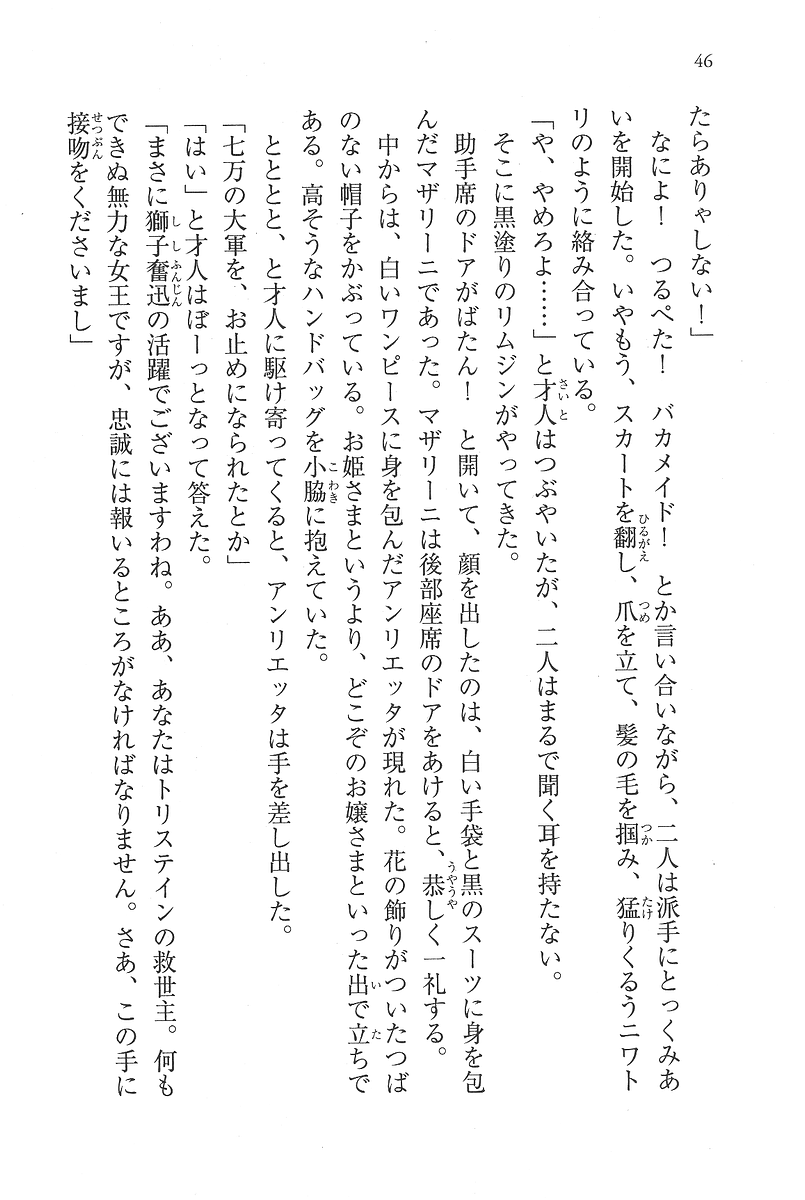 46
たらありゃしない！」
　なによ！　つるぺた！　バカメイド！　とか言い合いながら、二人は派手にとっくみあ
いを開始した。いやもう、スカートを翻し、爪を立て、髪の毛を掴み、猛りくるうニワト
リのように絡み合っている。
「や、やめろよ……」と才人はつぶやいたが、二人はまるで聞く耳を持たない。
　そこに黒塗りのリムジンがやってきた。
　助手席のドアがばたん！　と開いて、顔を出したのは、白い手袋と黒のスーツに身を包
んだマザリーニであった。マザリーニは後部座席のドアをあけると、恭しく一礼する。
　中からは、白いワンピースに身を包んだアンリエッタが現れた。花の飾りがついたつば
のない帽子をかぶっている。お姫さまというより、どこぞのお嬢さまといった出で立ちで
ある。高そうなハンドバッグを小脇に抱えていた。
　とととと、と才人に駆け寄ってくると、アンリエッタは手を差し出した。
「七万の大軍を、お止めになられたとか」
「はい」と才人はぼーっとなって答えた。
「まさに獅子奮迅の活躍でございますわね。ああ、あなたはトリステインの救世主。何も
できぬ無力な女王ですが、忠誠には報いるところがなければなりません。さあ、この手に
接吻をくださいまし」